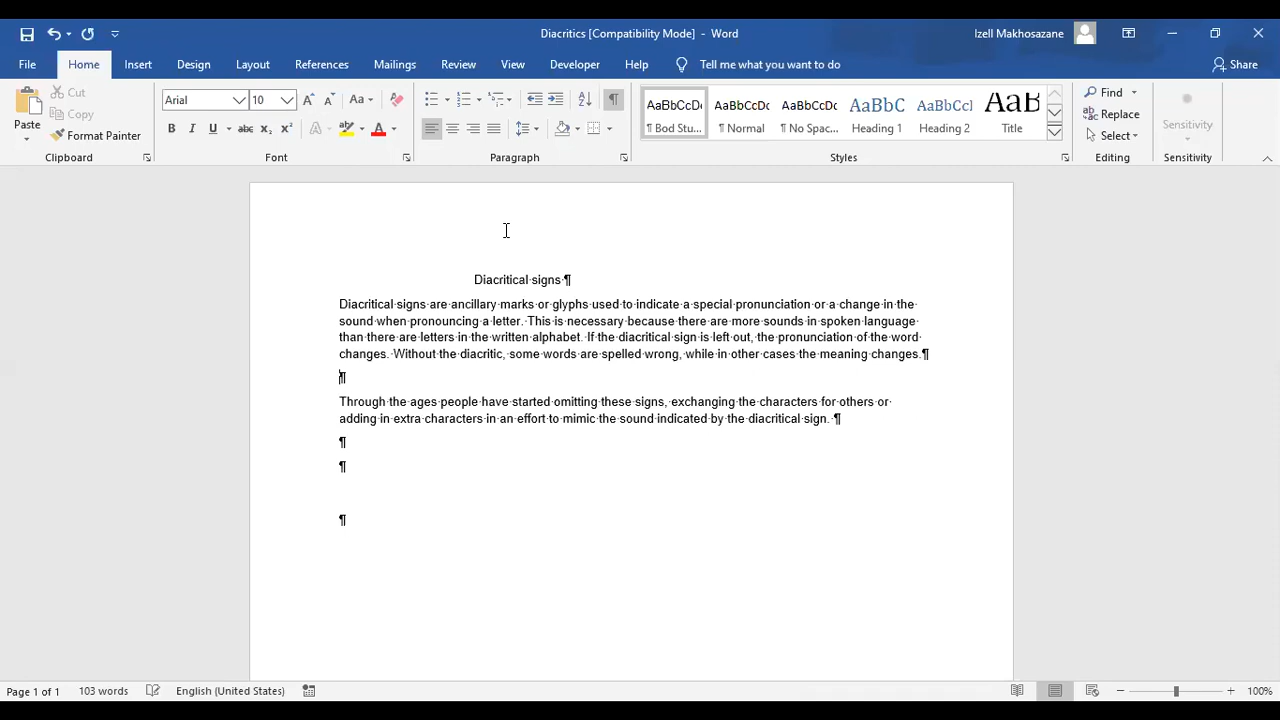 Diacritics [Compatibility Mode] - Word
Izell Makhosazane
File Home Insert Design Layout References Mailings Review View Developer Help Tell me what you want to do Share
Paste
Cut
Copy
Format Painter
Clipboard
Arial 10
Font
Paragraph
AaBbCcDc AaBbCcDc AaBbCcDc AaBbC AaBbCcI AaB
¶ Bod Stu... ¶ Normal ¶ No Spac... Heading 1 Heading 2 Title
Styles
Find
Replace
Select
Editing
Sensitivity
Sensitivity
Diacritical signs ¶
Diacritical signs are ancillary marks or glyphs used to indicate a special pronunciation or a change in the
sound when pronouncing a letter. This is necessary because there are more sounds in spoken language
than there are letters in the written alphabet. If the diacritical sign is left out, the pronunciation of the word
changes. Without the diacritic, some words are spelled wrong, while in other cases the meaning changes.¶
¶
Through the ages people have started omitting these signs, exchanging the characters for others or
adding in extra characters in an effort to mimic the sound indicated by the diacritical sign. ¶
¶
¶
¶
Page 1 of 1 103 words English (United States) 100%